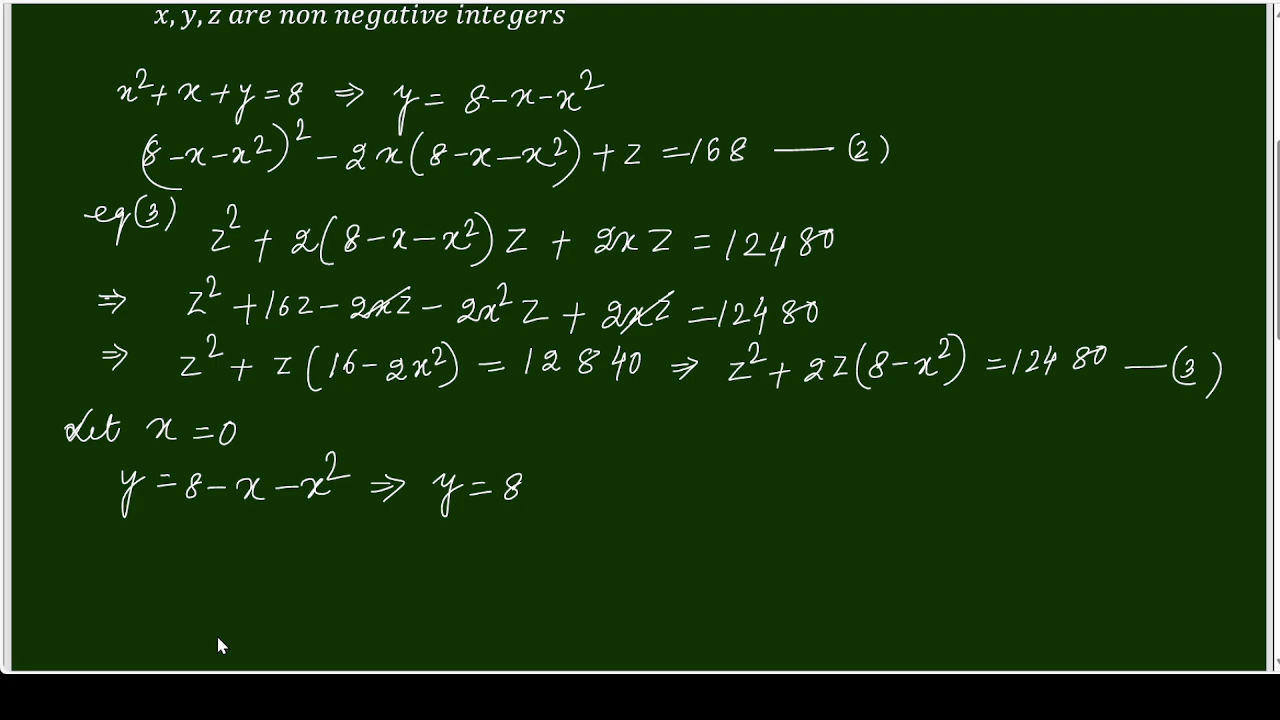 x, y, z are non negative integers
x² + x + y = 8 ⇒ y = 8 - x - x²
(8 - x - x²)² - 2x(8 - x - x²) + z = 168 — (2)
eq(3) z² + 2(8 - x - x²)z + 2xz = 12480
⇒ z² + 16z - 2xz - 2x²z + 2xz = 12480
⇒ z² + z(16 - 2x²) = 12840 ⇒ z² + 2z(8 - x²) = 12480 — (3)
Let x = 0
y = 8 - x - x² ⇒ y = 8